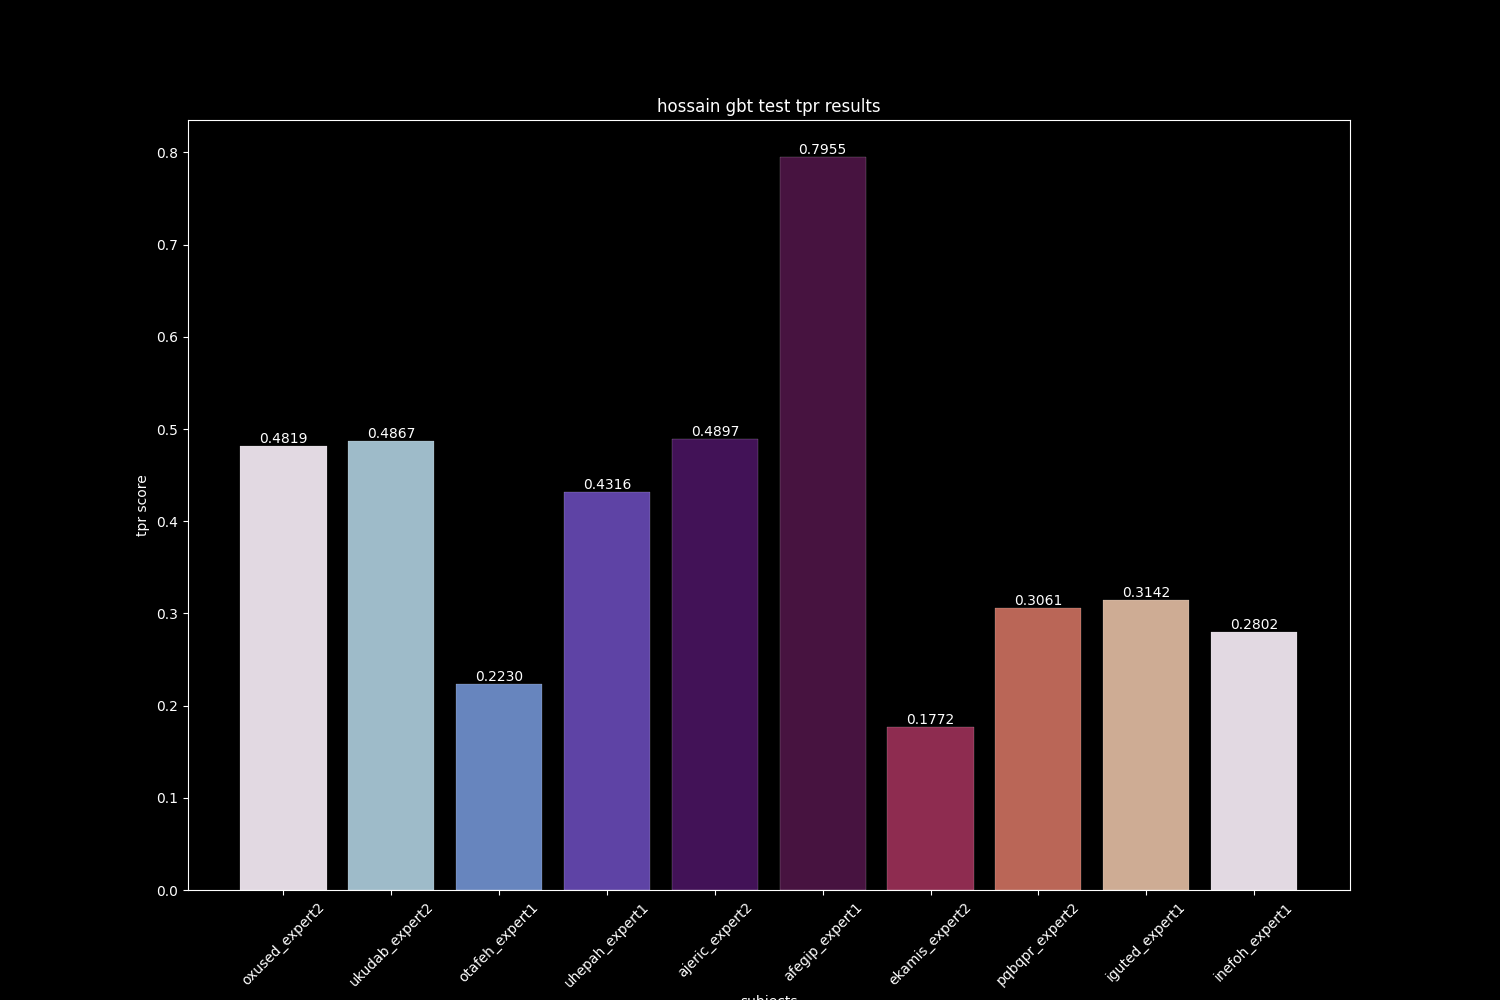 hossain gbt test tpr results
0.8
0.7
0.6
0.5
0.4
0.3
0.2
0.1
0.0
tpr score
0.4819
0.4867
0.2230
0.4316
0.4897
0.7955
0.1772
0.3061
0.3142
0.2802
oxused_expert2
ukudab_expert2
otafeh_expert1
uhepah_expert1
ajeric_expert2
afegip_expert1
ekamis_expert2
pqbqpr_expert2
iguted_expert1
inefoh_expert1
subjects